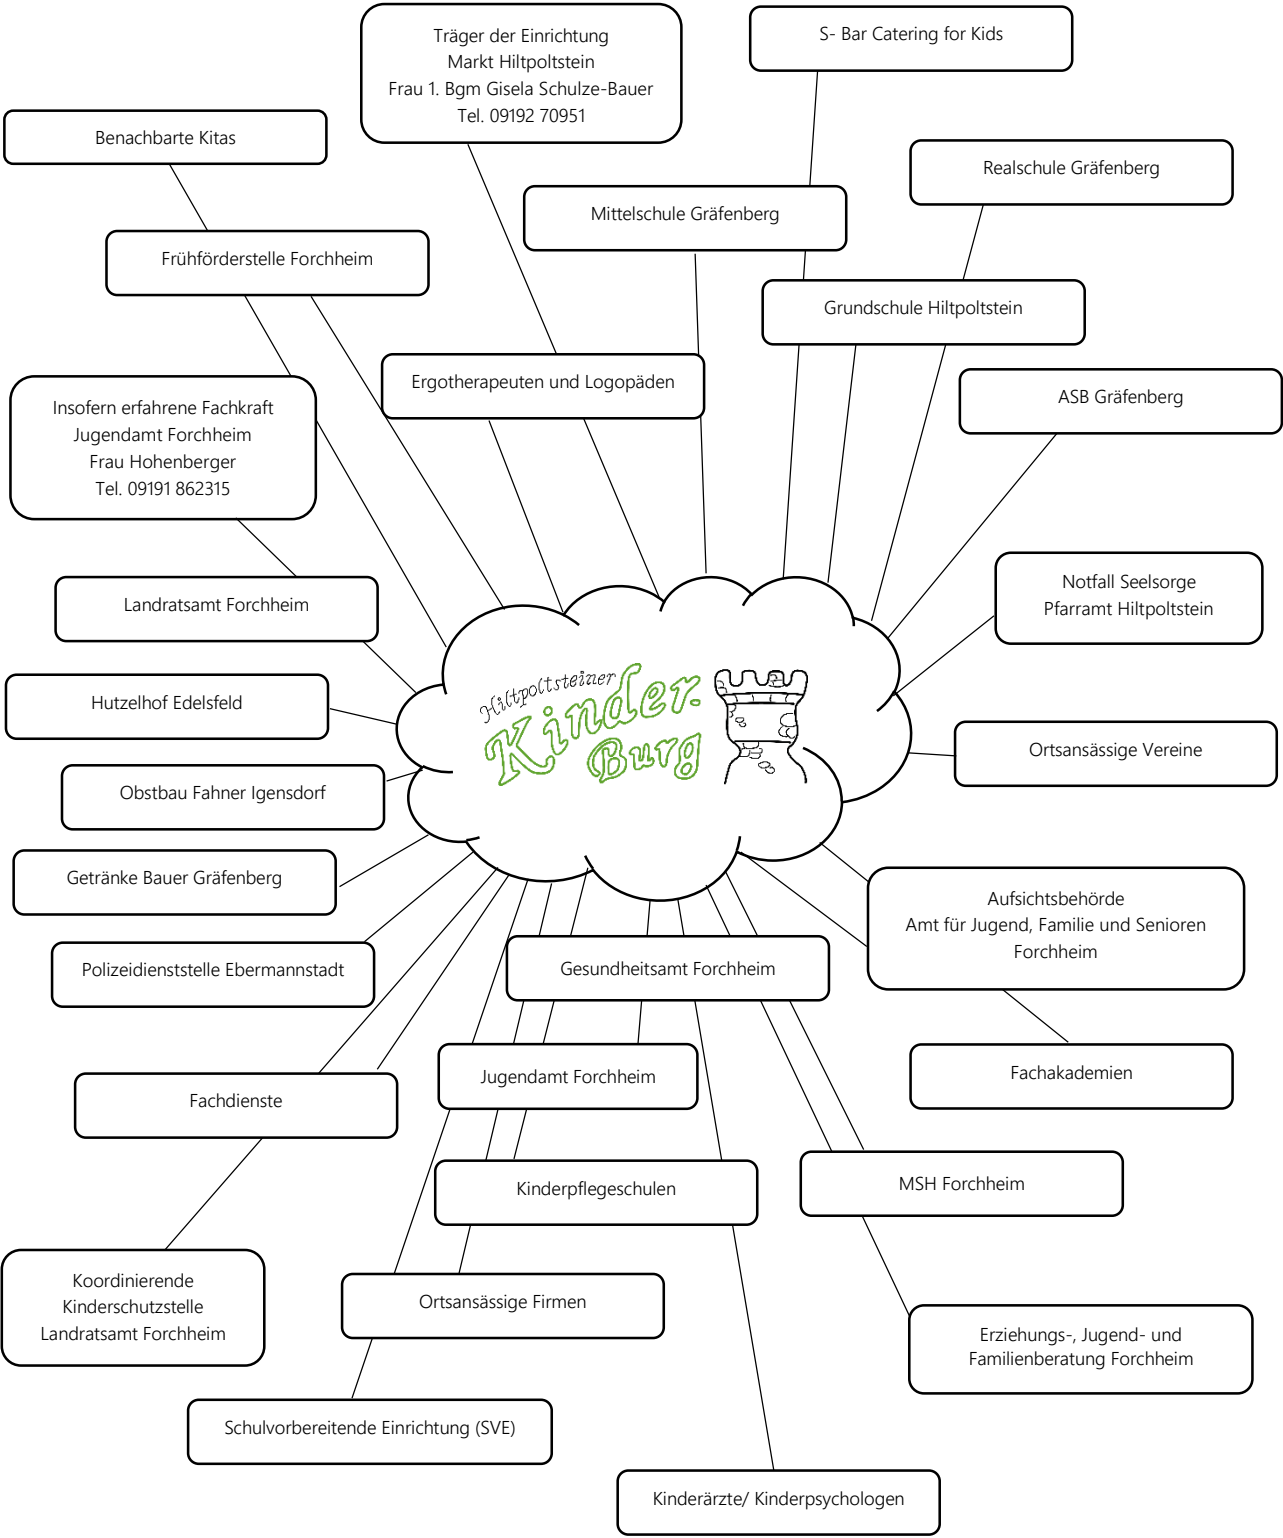 Träger der Einrichtung
Markt Hiltpoltstein
Frau 1. Bgm Gisela Schulze-Bauer
Tel. 09192 70951
S- Bar Catering for Kids
Benachbarte Kitas
Realschule Gräfenberg
Mittelschule Gräfenberg
Frühförderstelle Forchheim
Grundschule Hiltpoltstein
Ergotherapeuten und Logopäden
ASB Gräfenberg
Insofern erfahrene Fachkraft
Jugendamt Forchheim
Frau Hohenberger
Tel. 09191 862315
Notfall Seelsorge
Pfarramt Hiltpoltstein
Landratsamt Forchheim
Hiltpoltsteiner
Kinder-
Burg
Hutzelhof Edelsfeld
Ortsansässige Vereine
Obstbau Fahner Igensdorf
Getränke Bauer Gräfenberg
Aufsichtsbehörde
Amt für Jugend, Familie und Senioren
Forchheim
Polizeidienststelle Ebermannstadt
Gesundheitsamt Forchheim
Jugendamt Forchheim
Fachakademien
Fachdienste
Kinderpflegeschulen
MSH Forchheim
Koordinierende
Kinderschutzstelle
Landratsamt Forchheim
Ortsansässige Firmen
Erziehungs-, Jugend- und
Familienberatung Forchheim
Schulvorbereitende Einrichtung (SVE)
Kinderärzte/ Kinderpsychologen